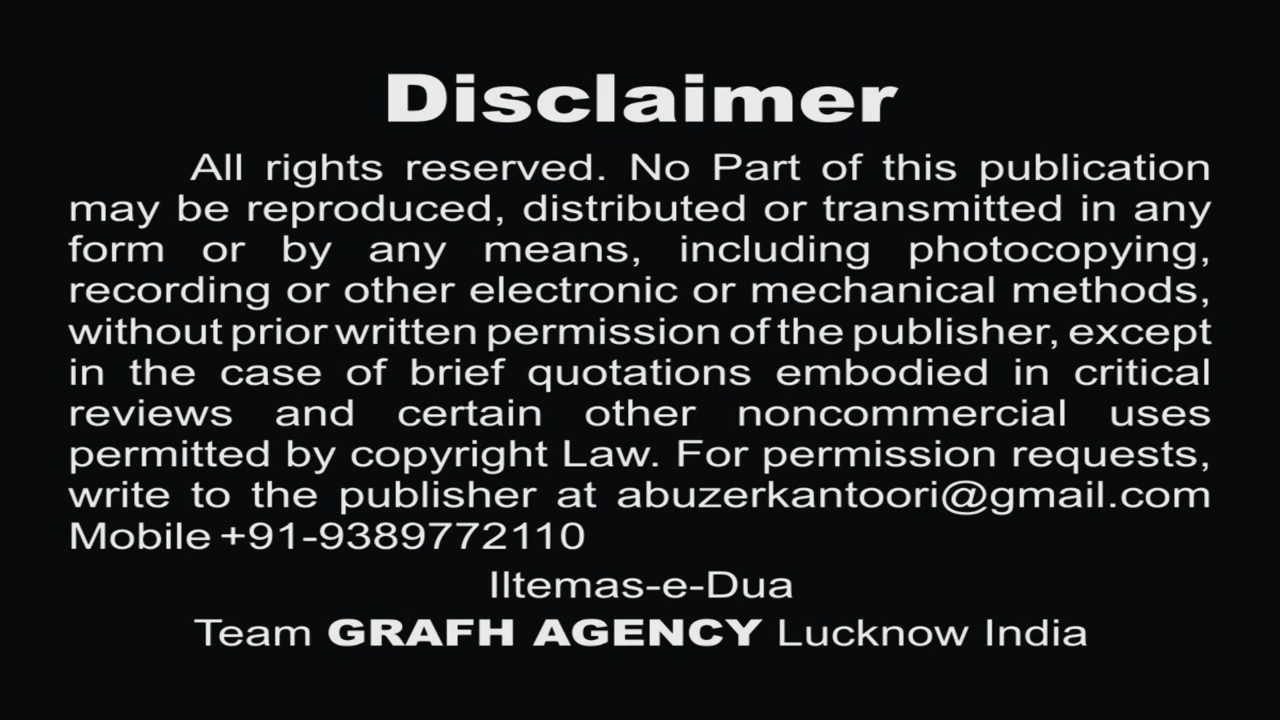 Disclaimer
All rights reserved. No Part of this publication
may be reproduced, distributed or transmitted in any
form or by any means, including photocopying,
recording or other electronic or mechanical methods,
without prior written permission of the publisher, except
in the case of brief quotations embodied in critical
reviews and certain other noncommercial uses
permitted by copyright Law. For permission requests,
write to the publisher at abuzerkantoori@gmail.com
Mobile +91-9389772110
Iltemas-e-Dua
Team GRAFH AGENCY Lucknow India